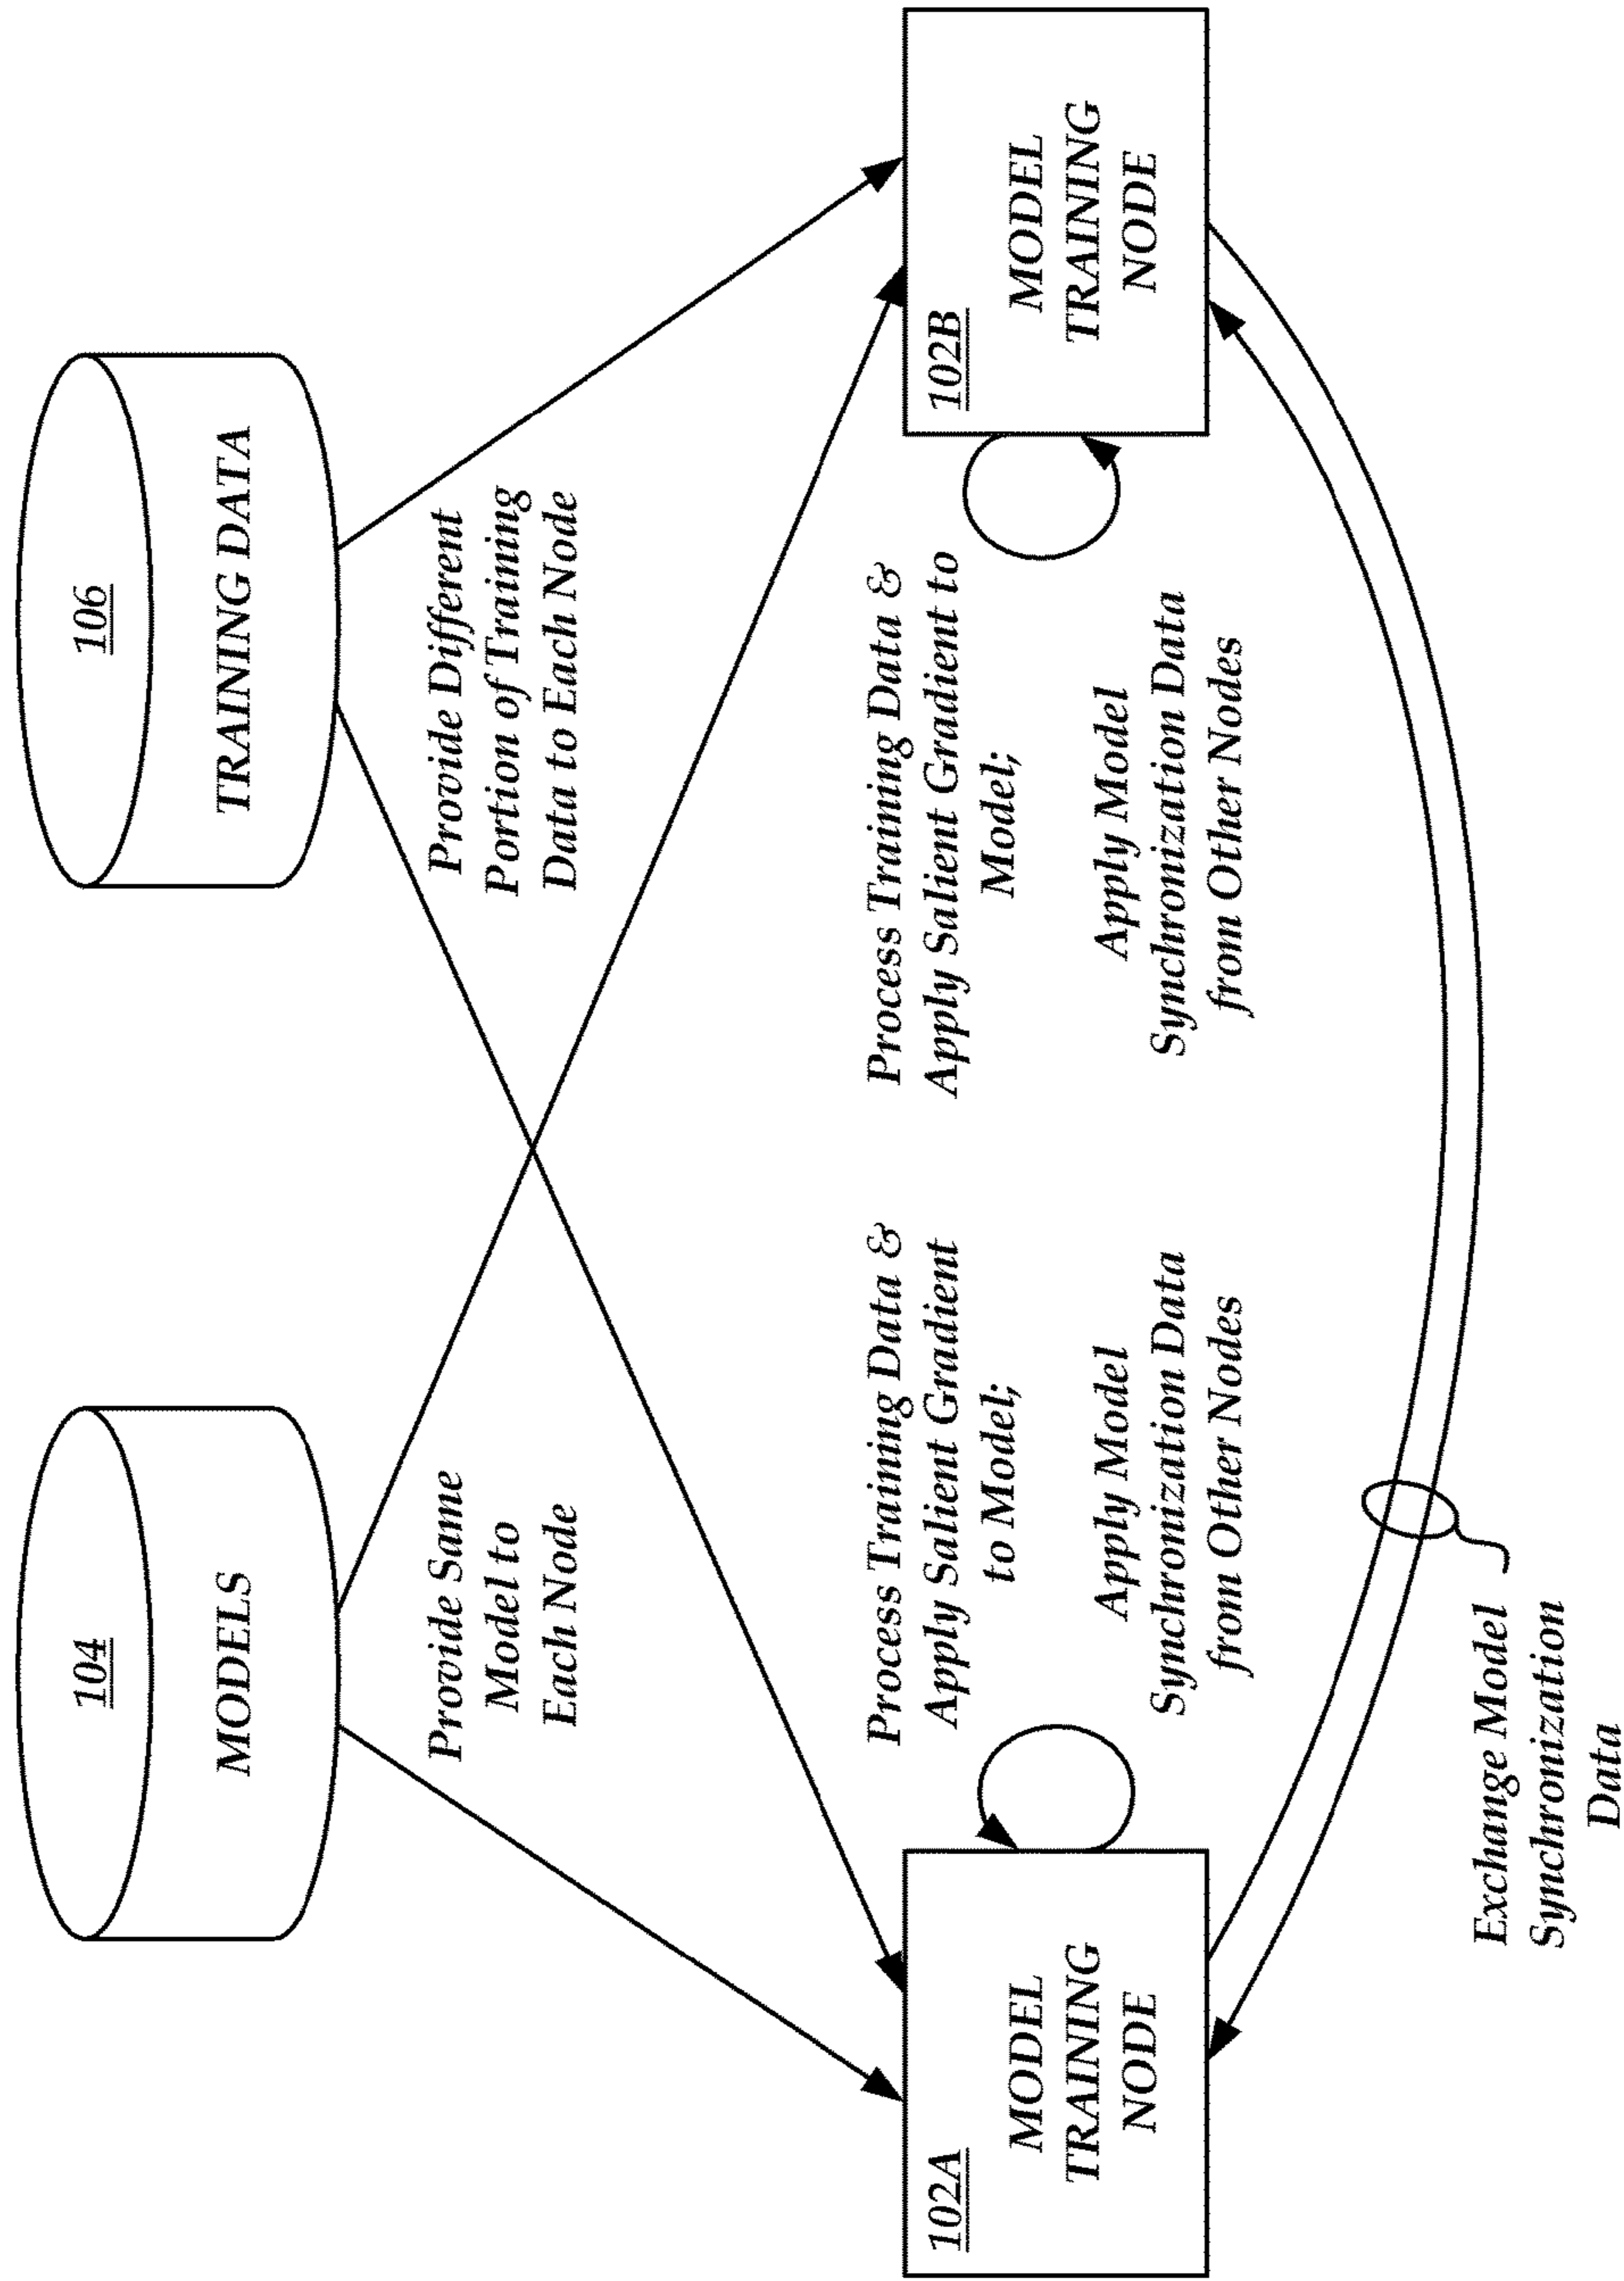 104
MODELS
106
TRAINING DATA
Provide Same
Model to
Each Node
Provide Different
Portion of Training
Data to Each Node
102A
MODEL
TRAINING
NODE
Process Training Data &
Apply Salient Gradient
to Model;
Apply Model
Synchronization Data
from Other Nodes
Process Training Data &
Apply Salient Gradient to
Model;
Apply Model
Synchronization Data
from Other Nodes
102B
MODEL
TRAINING
NODE
Exchange Model
Synchronization
Data